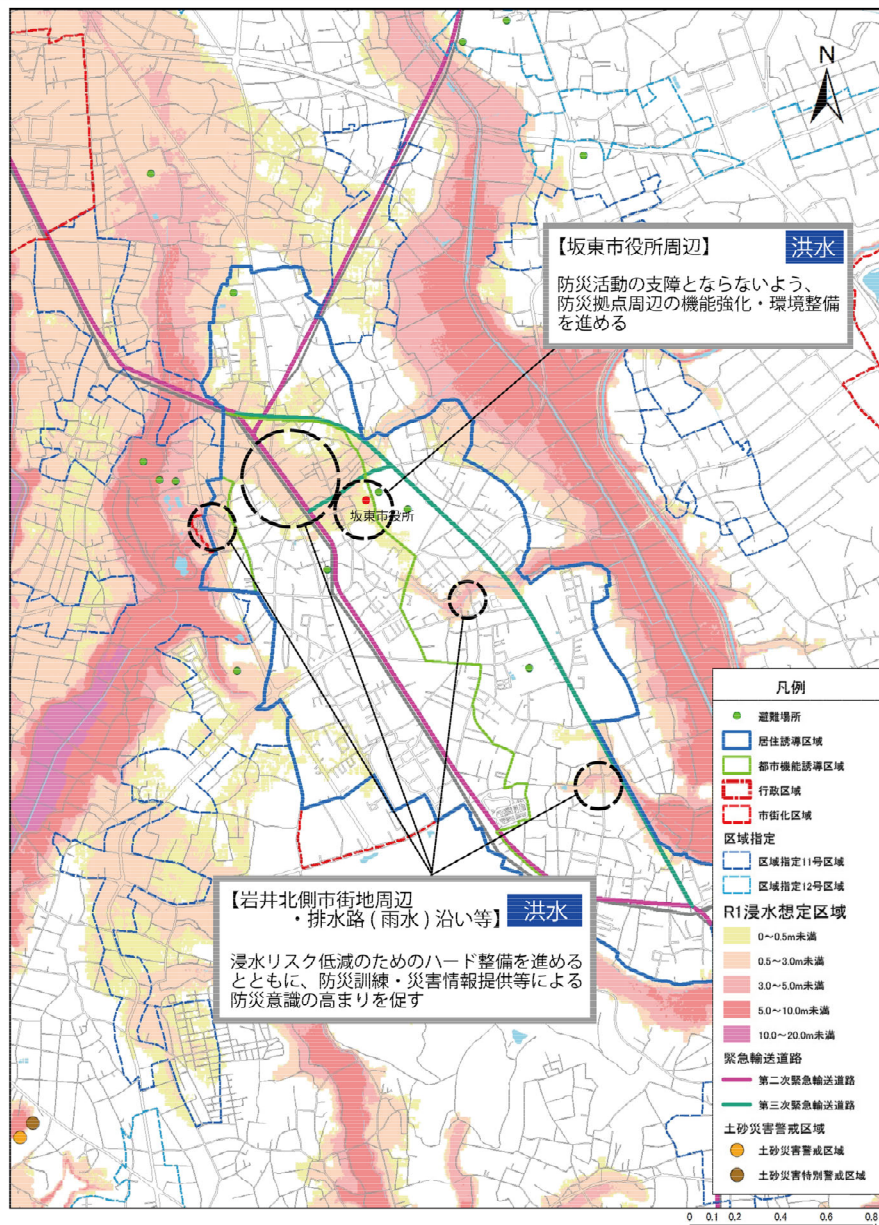 N
【坂東市役所周辺】
洪水
防災活動の支障とならないよう、
防災拠点周辺の機能強化・環境整備
を進める
坂東市役所
【岩井北側市街地周辺
・排水路(雨水)沿い等】
洪水
浸水リスク低減のためのハード整備を進める
とともに、防災訓練・災害情報提供等による
防災意識の高まりを促す
凡例
避難場所
居住誘導区域
都市機能誘導区域
行政区域
市街化区域
区域指定
区域指定11号区域
区域指定12号区域
R1浸水想定区域
0～0.5m未満
0.5～3.0m未満
3.0～5.0m未満
5.0～10.0m未満
10.0～20.0m未満
緊急輸送道路
第二次緊急輸送道路
第三次緊急輸送道路
土砂災害警戒区域
土砂災害警戒区域
土砂災害特別警戒区域
0 0.1 0.2 0.4 0.6 0.8